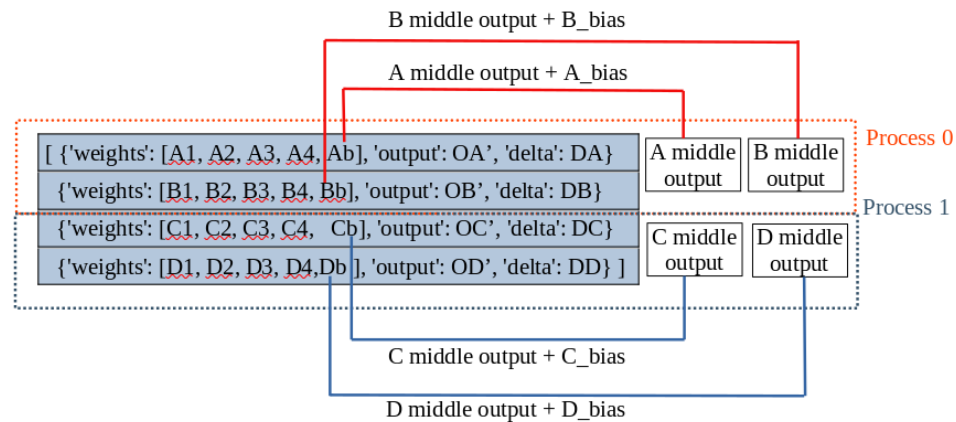 B middle output + B_bias
A middle output + A_bias
Process 0
[ {'weights': [A1, A2, A3, A4, Ab], 'output': OA’, 'delta': DA}
A middle
output
B middle
output
{'weights': [B1, B2, B3, B4, Bb], 'output': OB’, 'delta': DB}
Process 1
{'weights': [C1, C2, C3, C4, Cb], 'output': OC’, 'delta': DC}
C middle
output
D middle
output
{'weights': [D1, D2, D3, D4,Db ], 'output': OD’, 'delta': DD} ]
C middle output + C_bias
D middle output + D_bias